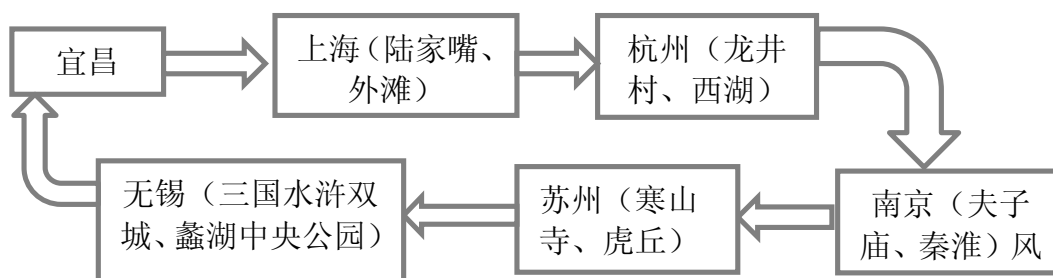 宜昌
上海（陆家嘴、
外滩）
杭州（龙井
村、西湖）
南京（夫子
庙、秦淮）风
苏州（寒山
寺、虎丘）
无锡（三国水浒双
城、蠡湖中央公园）